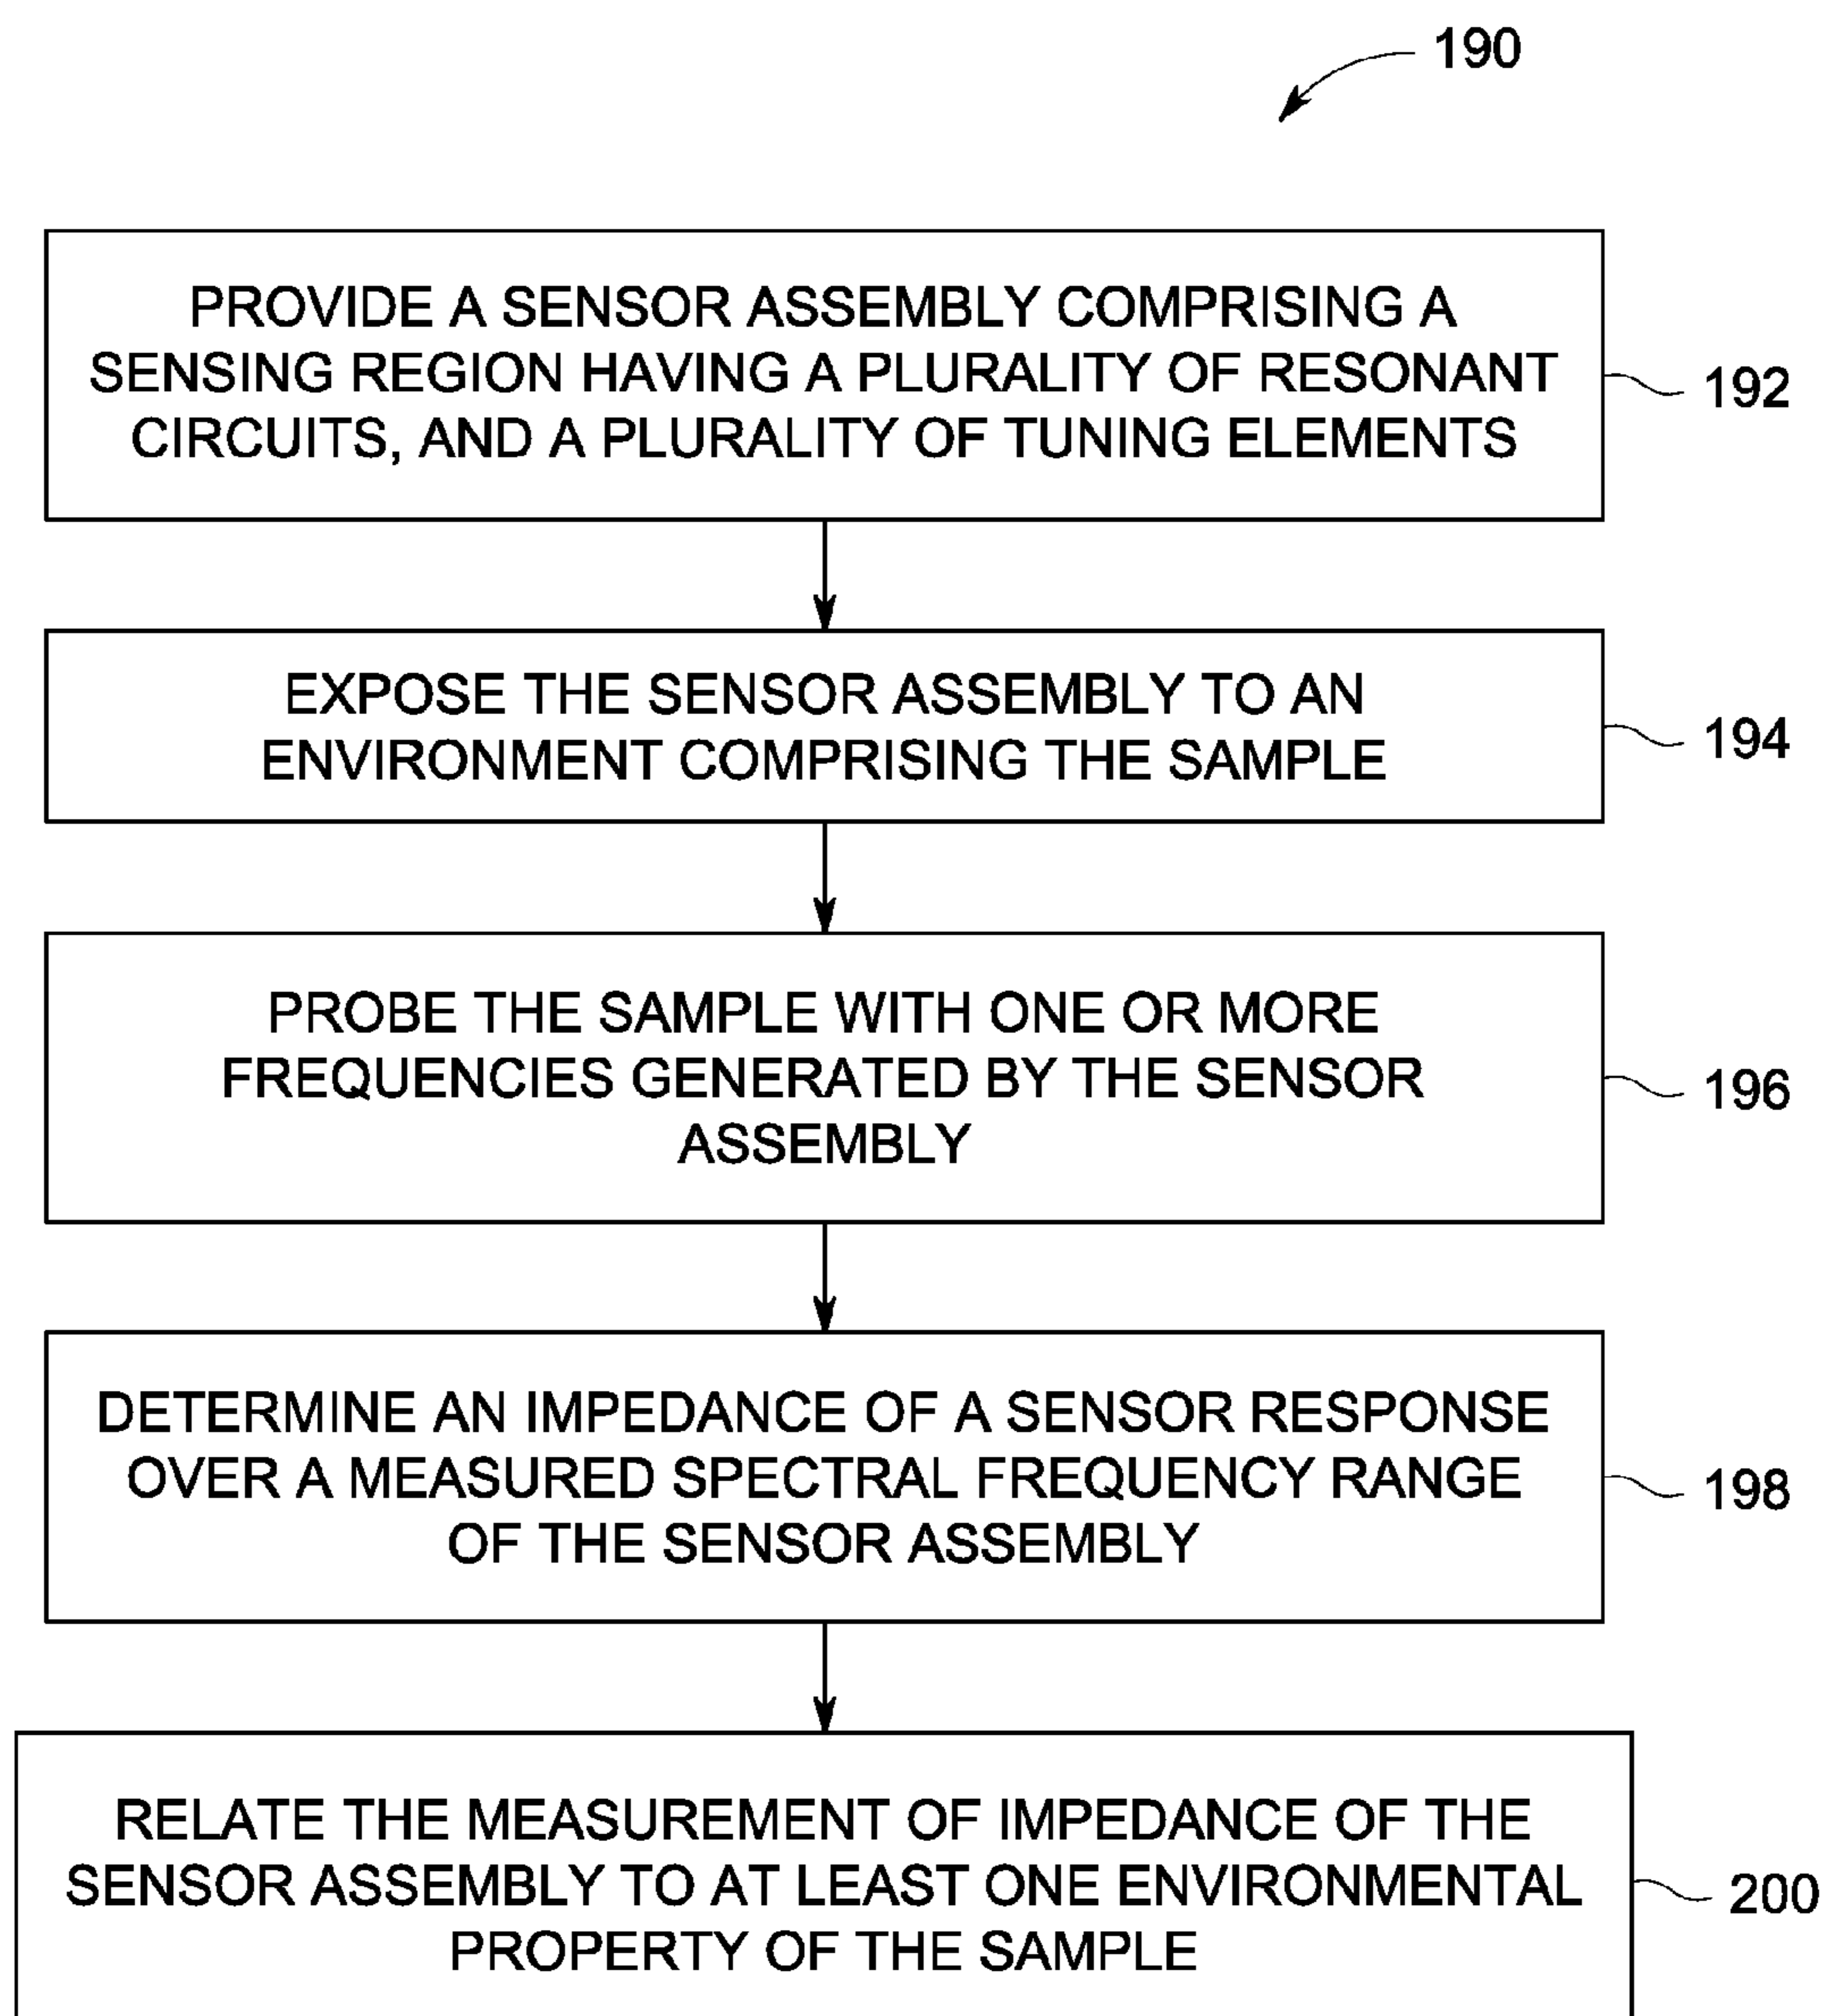 190
PROVIDE A SENSOR ASSEMBLY COMPRISING A
SENSING REGION HAVING A PLURALITY OF RESONANT
CIRCUITS, AND A PLURALITY OF TUNING ELEMENTS
192
EXPOSE THE SENSOR ASSEMBLY TO AN
ENVIRONMENT COMPRISING THE SAMPLE
194
PROBE THE SAMPLE WITH ONE OR MORE
FREQUENCIES GENERATED BY THE SENSOR
ASSEMBLY
196
DETERMINE AN IMPEDANCE OF A SENSOR RESPONSE
OVER A MEASURED SPECTRAL FREQUENCY RANGE
OF THE SENSOR ASSEMBLY
198
RELATE THE MEASUREMENT OF IMPEDANCE OF THE
SENSOR ASSEMBLY TO AT LEAST ONE ENVIRONMENTAL
PROPERTY OF THE SAMPLE
200